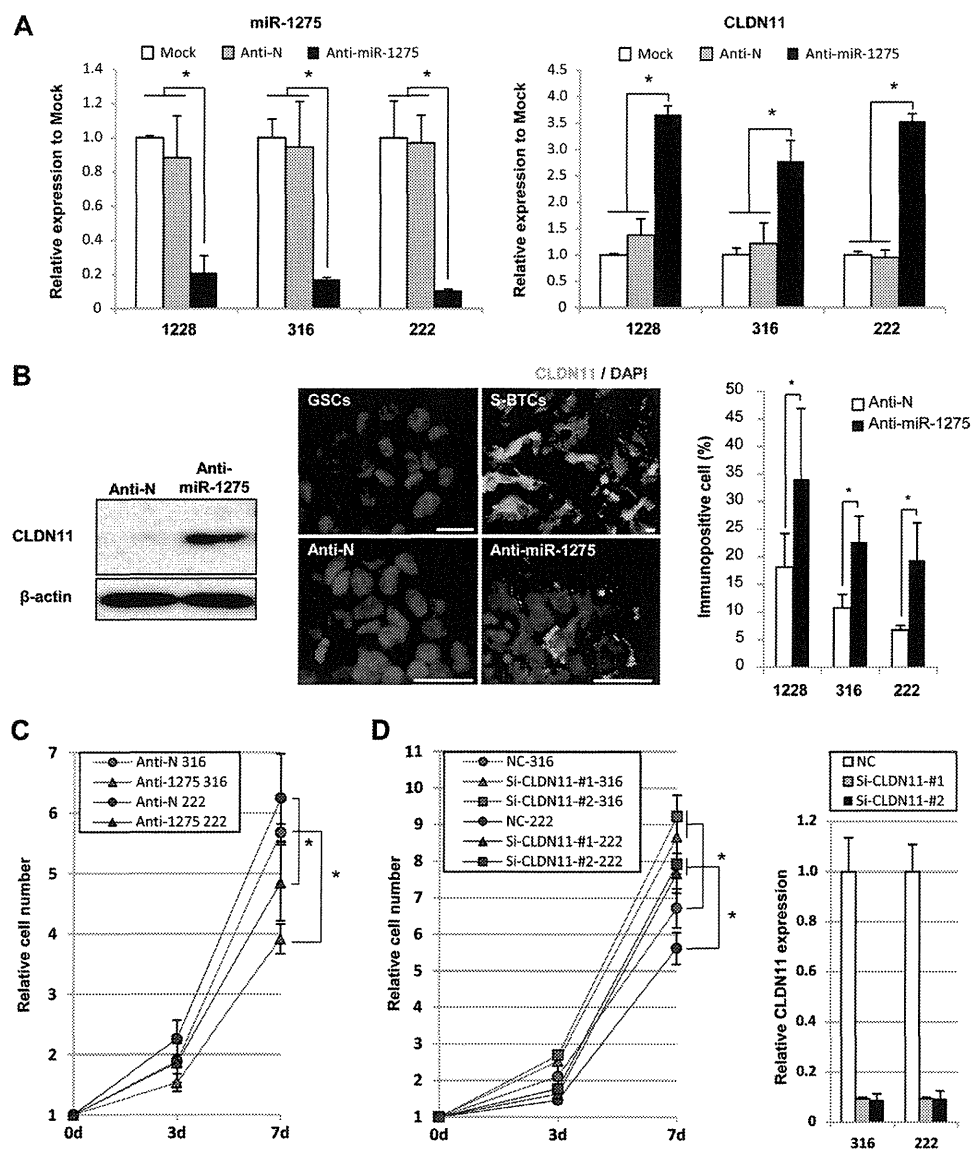 A
miR-1275
Mock Anti-N Anti-miR-1275
Relative expression to Mock
1.4
1.2
1.0
0.8
0.6
0.4
0.2
0
* * *
1228 316 222
CLDN11
Mock Anti-N Anti-miR-1275
Relative expression to Mock
4.5
4.0
3.5
3.0
2.5
2.0
1.5
1.0
0.5
0
* * *
1228 316 222
B
Anti-N
Anti-
miR-1275
CLDN11
β-actin
CLDN11 / DAPI
GSCs
S-BTCs
Anti-N
Anti-miR-1275
Immunopositive cell (%)
50
45
40
35
30
25
20
15
10
5
0
Anti-N
Anti-miR-1275
* * *
1228 316 222
C
Relative cell number
7
6
5
4
3
2
1
Anti-N 316
Anti-1275 316
Anti-N 222
Anti-1275 222
* *
0d 3d 7d
D
Relative cell number
11
10
9
8
7
6
5
4
3
2
1
NC-316
Si-CLDN11-#1-316
Si-CLDN11-#2-316
NC-222
Si-CLDN11-#1-222
Si-CLDN11-#2-222
*
*
0d 3d 7d
NC
Si-CLDN11-#1
Si-CLDN11-#2
Relative CLDN11 expression
1.2
1.0
0.8
0.6
0.4
0.2
0
316 222